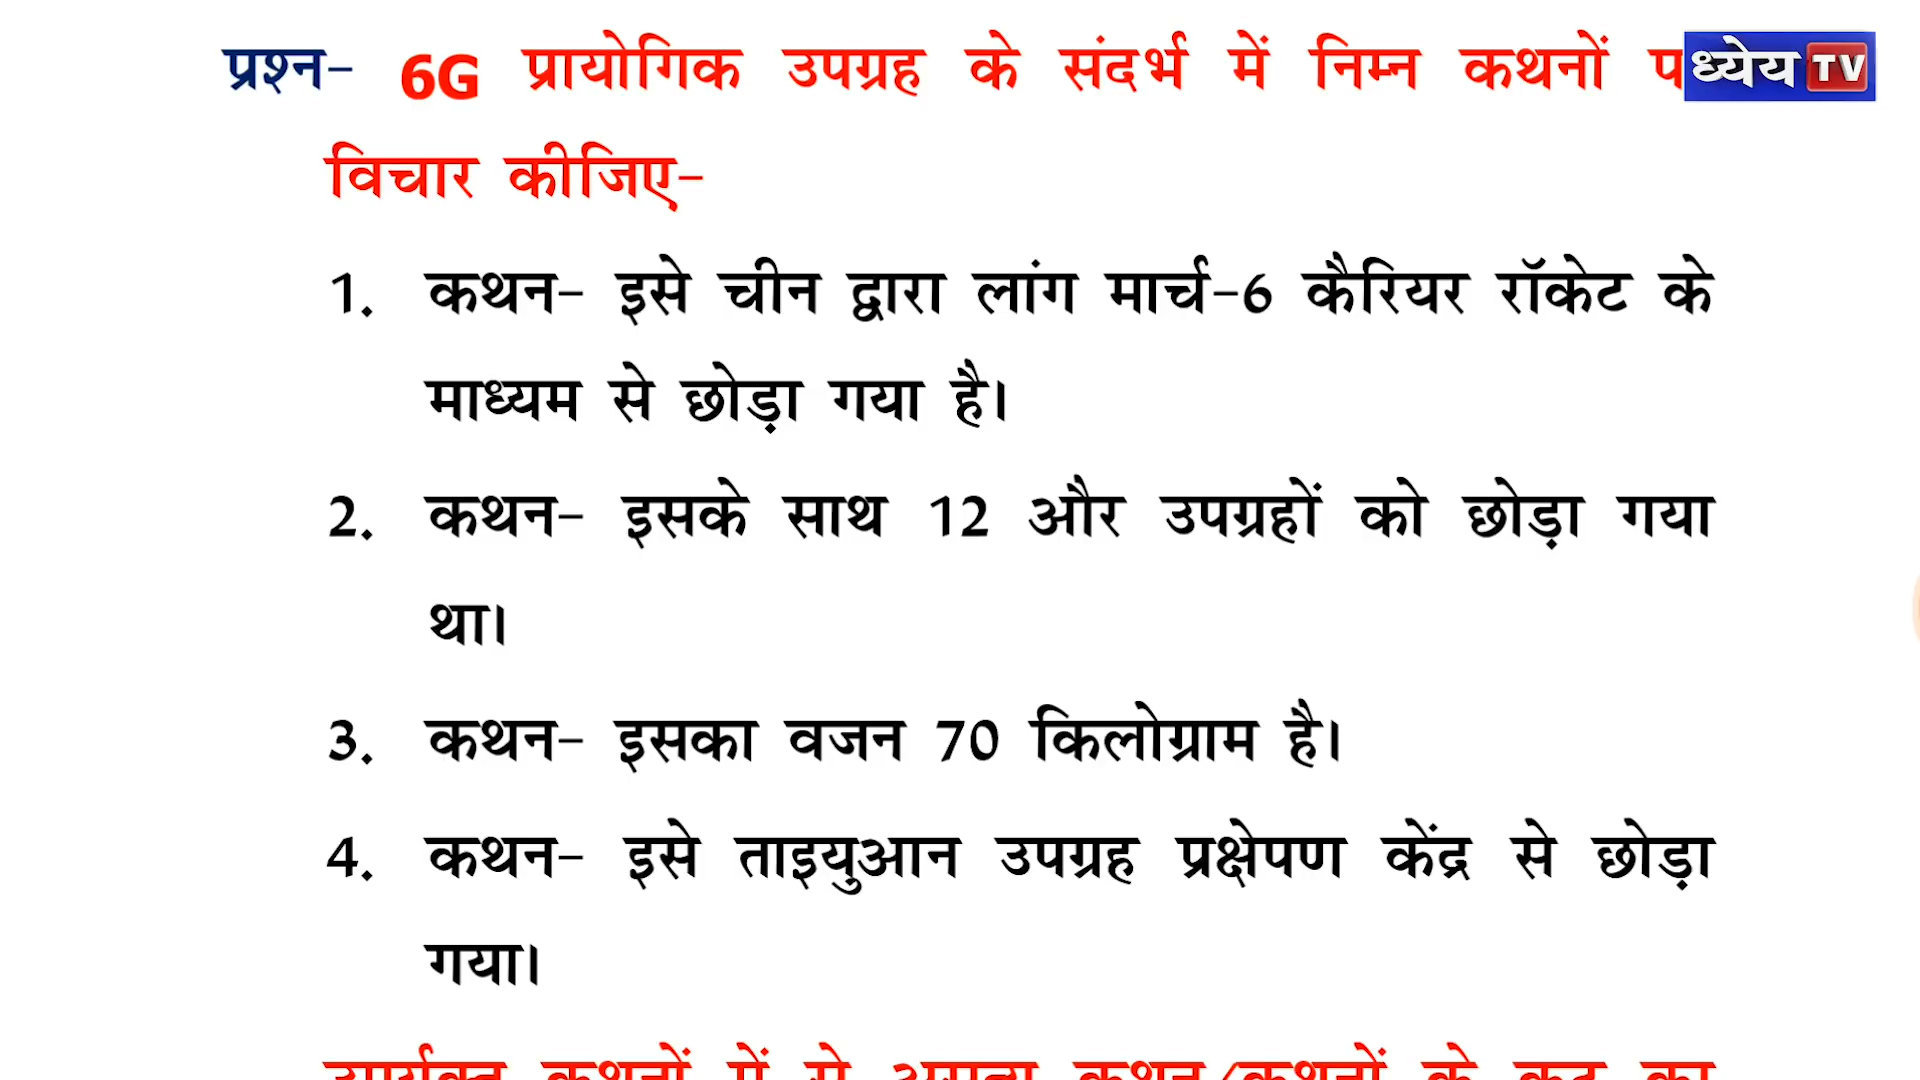 प्रश्न- 6G प्रायोगिक उपग्रह के संदर्भ में निम्न कथनों
ध्येय TV
विचार कीजिए-
1. कथन- इसे चीन द्वारा लांग मार्च-6 कैरियर रॉकेट के
माध्यम से छोड़ा गया है।
2. कथन- इसके साथ 12 और उपग्रहों को छोड़ा गया
था।
3. कथन- इसका वजन 70 किलोग्राम है।
4. कथन- इसे ताइयुआन उपग्रह प्रक्षेपण केंद्र से छोड़ा
गया।